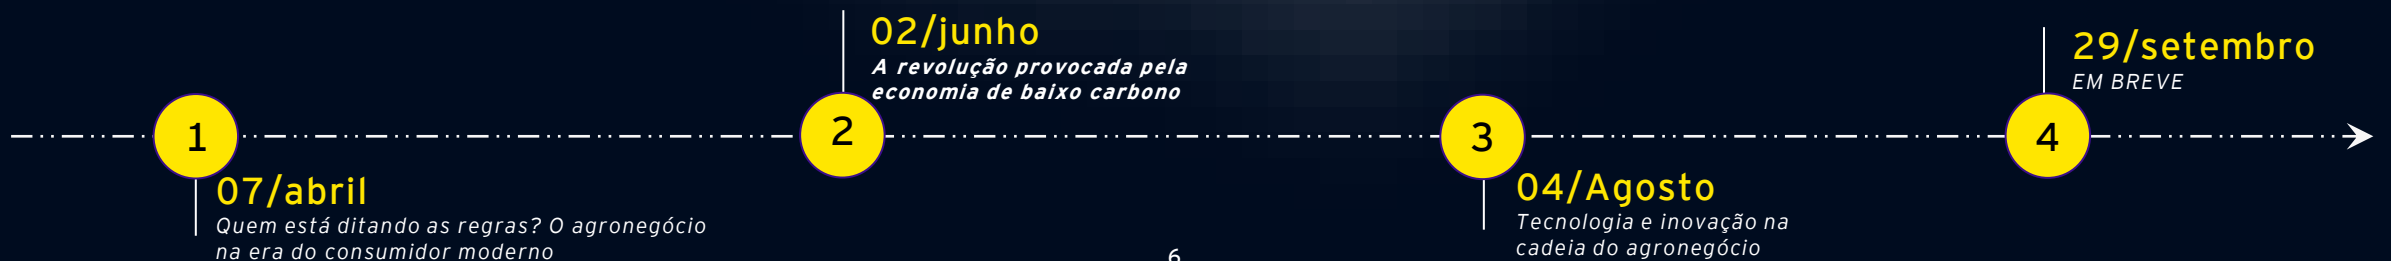 1
07/abril
Quem está ditando as regras? O agronegócio
na era do consumidor moderno
02/junho
A revolução provocada pela
economia de baixo carbono
2
3
04/Agosto
Tecnologia e inovação na
cadeia do agronegócio
29/setembro
EM BREVE
4
6